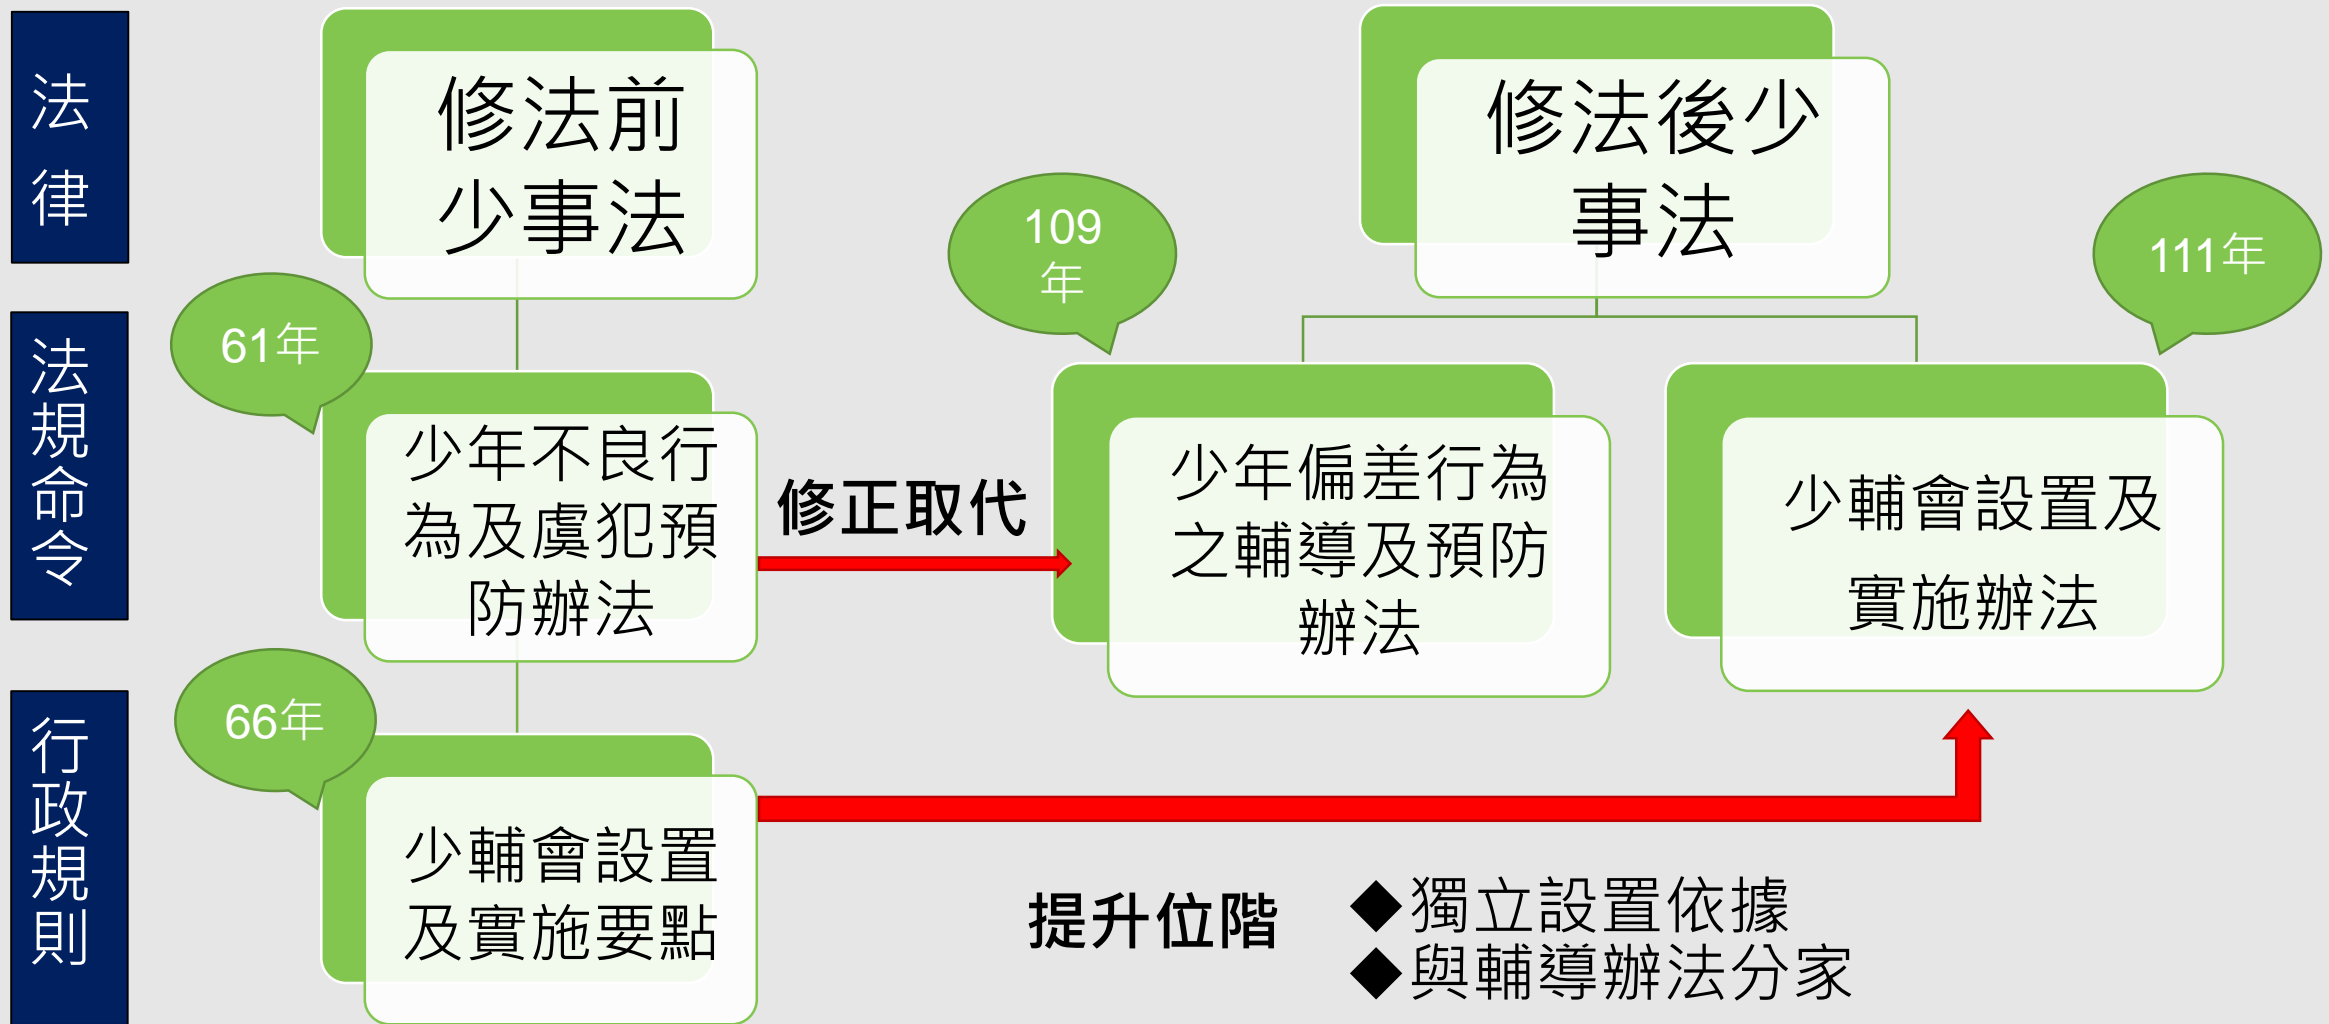 法
律
修法前
少事法
修法後少
事法
109
年
111年
法
規
命
令
61年
少年不良行
為及虞犯預
防辦法
修正取代
少年偏差行為
之輔導及預防
辦法
少輔會設置及
實施辦法
行
政
規
則
66年
少輔會設置
及實施要點
提升位階
◆獨立設置依據
◆與輔導辦法分家